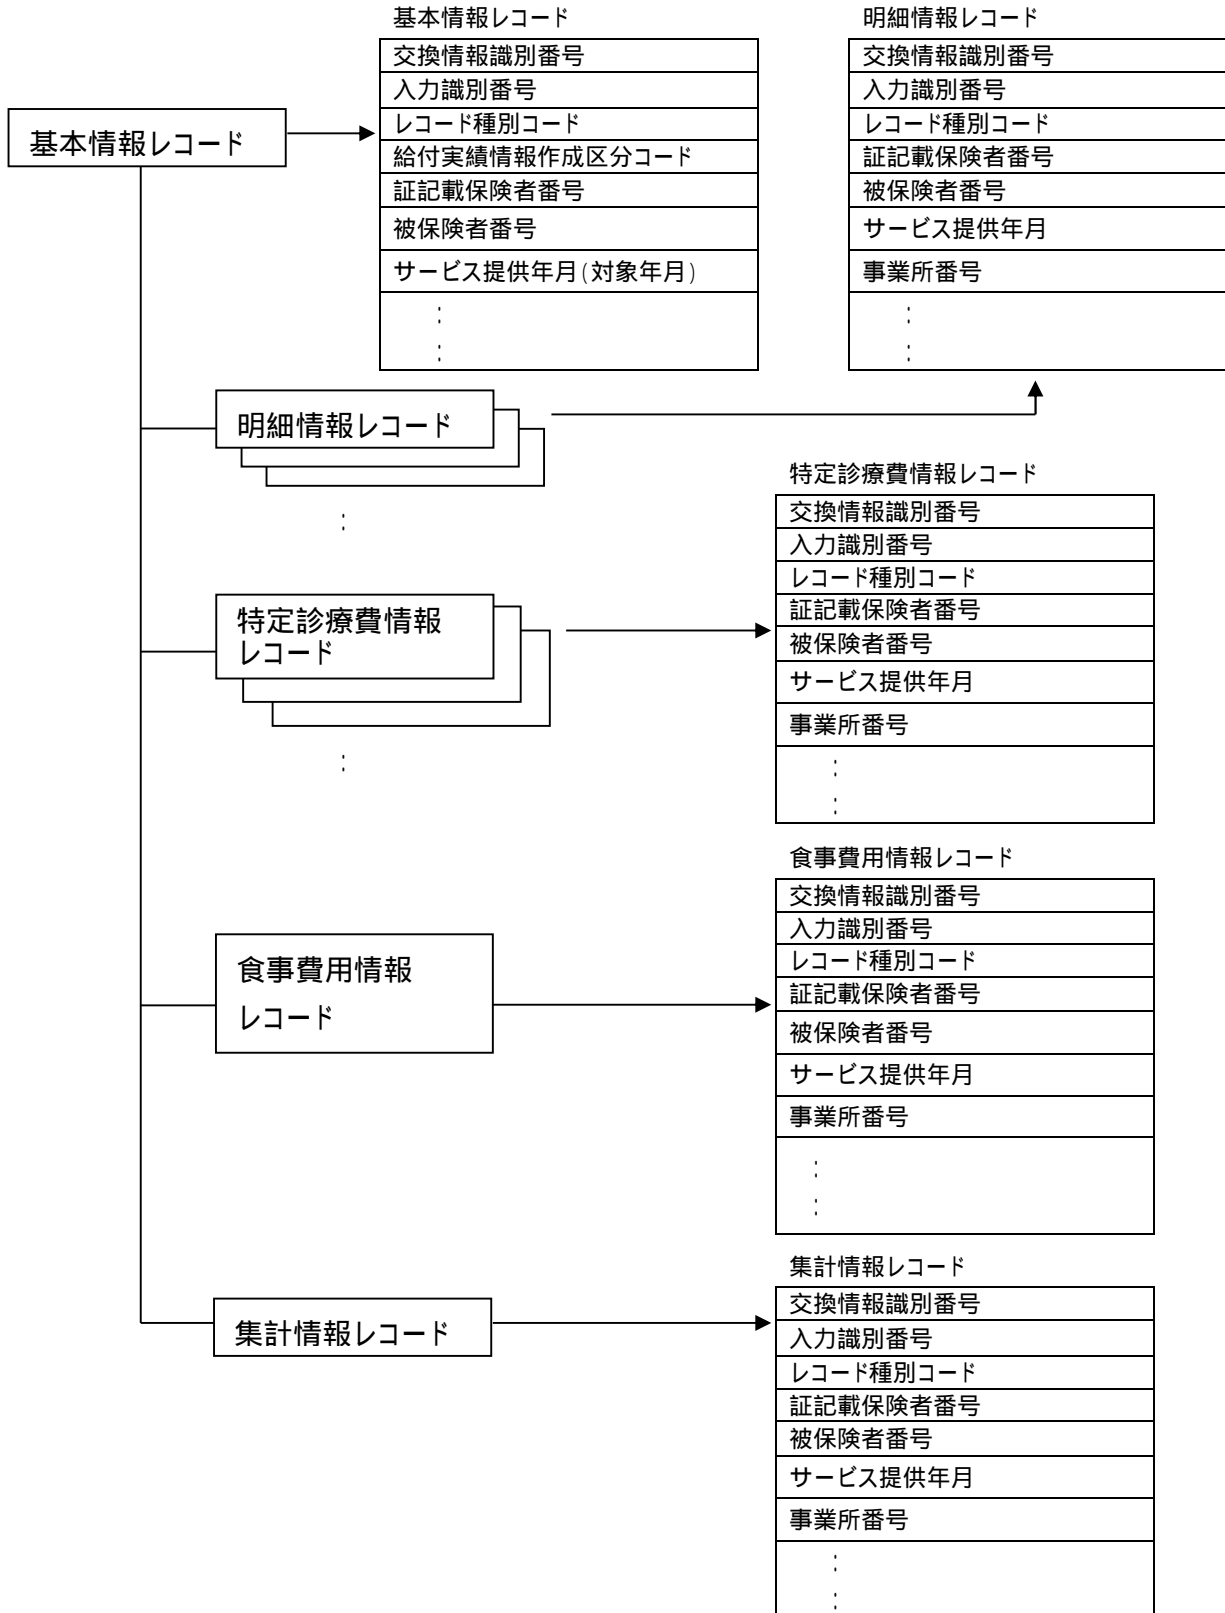 基本情報レコード
基本情報レコード
交換情報識別番号
入力識別番号
レコード種別コード
給付実績情報作成区分コード
証記載保険者番号
被保険者番号
サービス提供年月(対象年月)
:
:
明細情報レコード
交換情報識別番号
入力識別番号
レコード種別コード
証記載保険者番号
被保険者番号
サービス提供年月
事業所番号
:
:
明細情報レコード
:
特定診療費情報
レコード
:
特定診療費情報レコード
交換情報識別番号
入力識別番号
レコード種別コード
証記載保険者番号
被保険者番号
サービス提供年月
事業所番号
:
:
食事費用情報
レコード
食事費用情報レコード
交換情報識別番号
入力識別番号
レコード種別コード
証記載保険者番号
被保険者番号
サービス提供年月
事業所番号
:
:
集計情報レコード
集計情報レコード
交換情報識別番号
入力識別番号
レコード種別コード
証記載保険者番号
被保険者番号
サービス提供年月
事業所番号
:
: